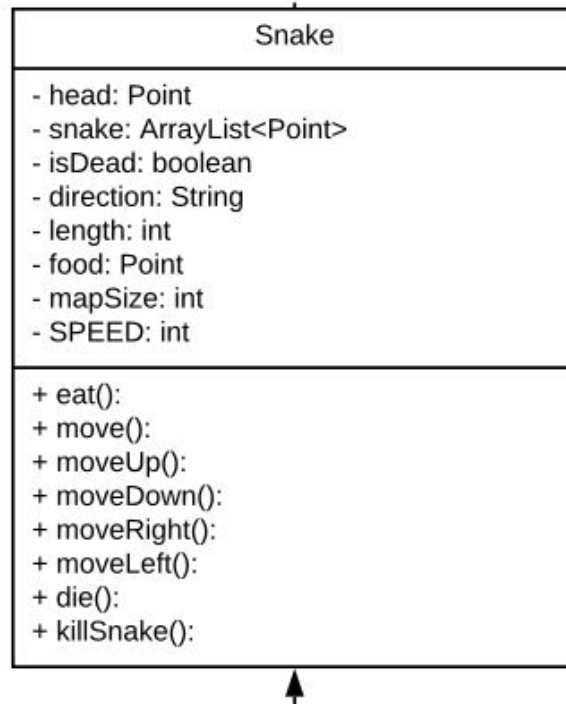 Snake
- head: Point
- snake: ArrayList<Point>
- isDead: boolean
- direction: String
- length: int
- food: Point
- mapSize: int
- SPEED: int
+ eat():
+ move():
+ moveUp():
+ moveDown():
+ moveRight():
+ moveLeft():
+ die():
+ killSnake():